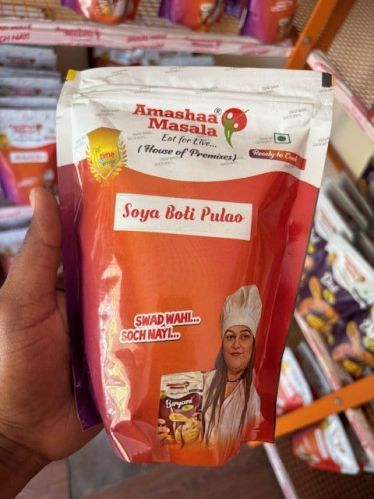 Amashaa®
Masala
Eat for Live...
(House of Premixes)
Ready to Cook
time
Soya Boti Pulao
SWAD WAHI...
SOCH NAYI...
Biryani